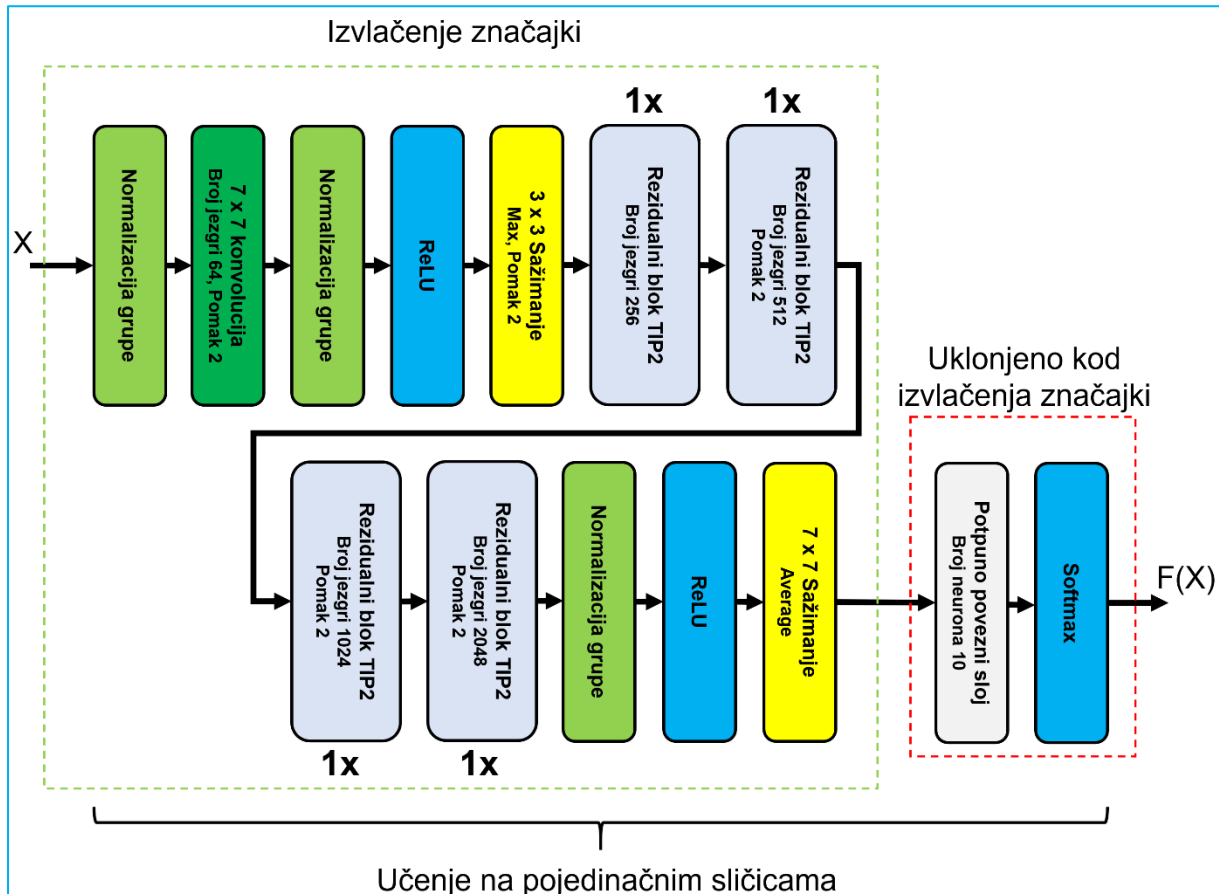 Izvlačenje značajki
1x
1x
X
Normalizacija grupe
7 x 7 konvolucija
Broj jezgri 64, Pomak 2
Normalizacija grupe
ReLU
3 x 3 Sažimanje
Max, Pomak 2
Rezidualni blok TIP2
Broj jezgri 256
Rezidualni blok TIP2
Broj jezgri 512
Pomak 2
Rezidualni blok TIP2
Broj jezgri 1024
Pomak 2
Rezidualni blok TIP2
Broj jezgri 2048
Pomak 2
Normalizacija grupe
ReLU
7 x 7 Sažimanje
Average
1x
1x
Uklonjeno kod
izvlačenja značajki
Potpuno povezni sloj
Broj neurona 10
Softmax
F(X)
Učenje na pojedinačnim sličicama